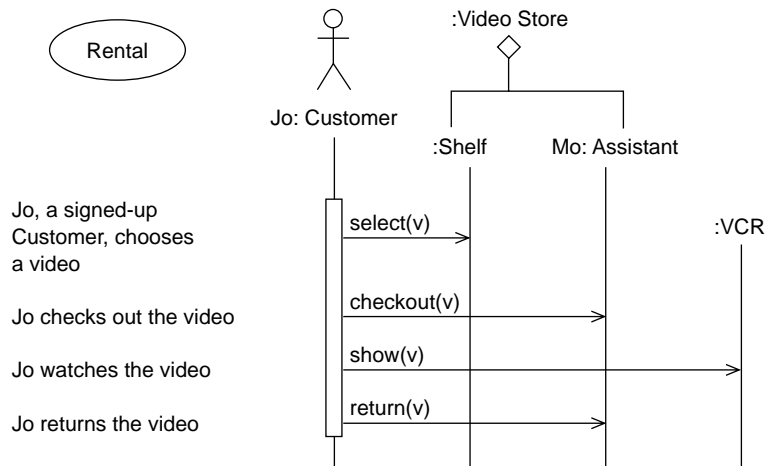 Rental
:Video Store
Jo: Customer
:Shelf
Mo: Assistant
:VCR
Jo, a signed-up
Customer, chooses
a video
select(v)
Jo checks out the video
checkout(v)
Jo watches the video
show(v)
Jo returns the video
return(v)